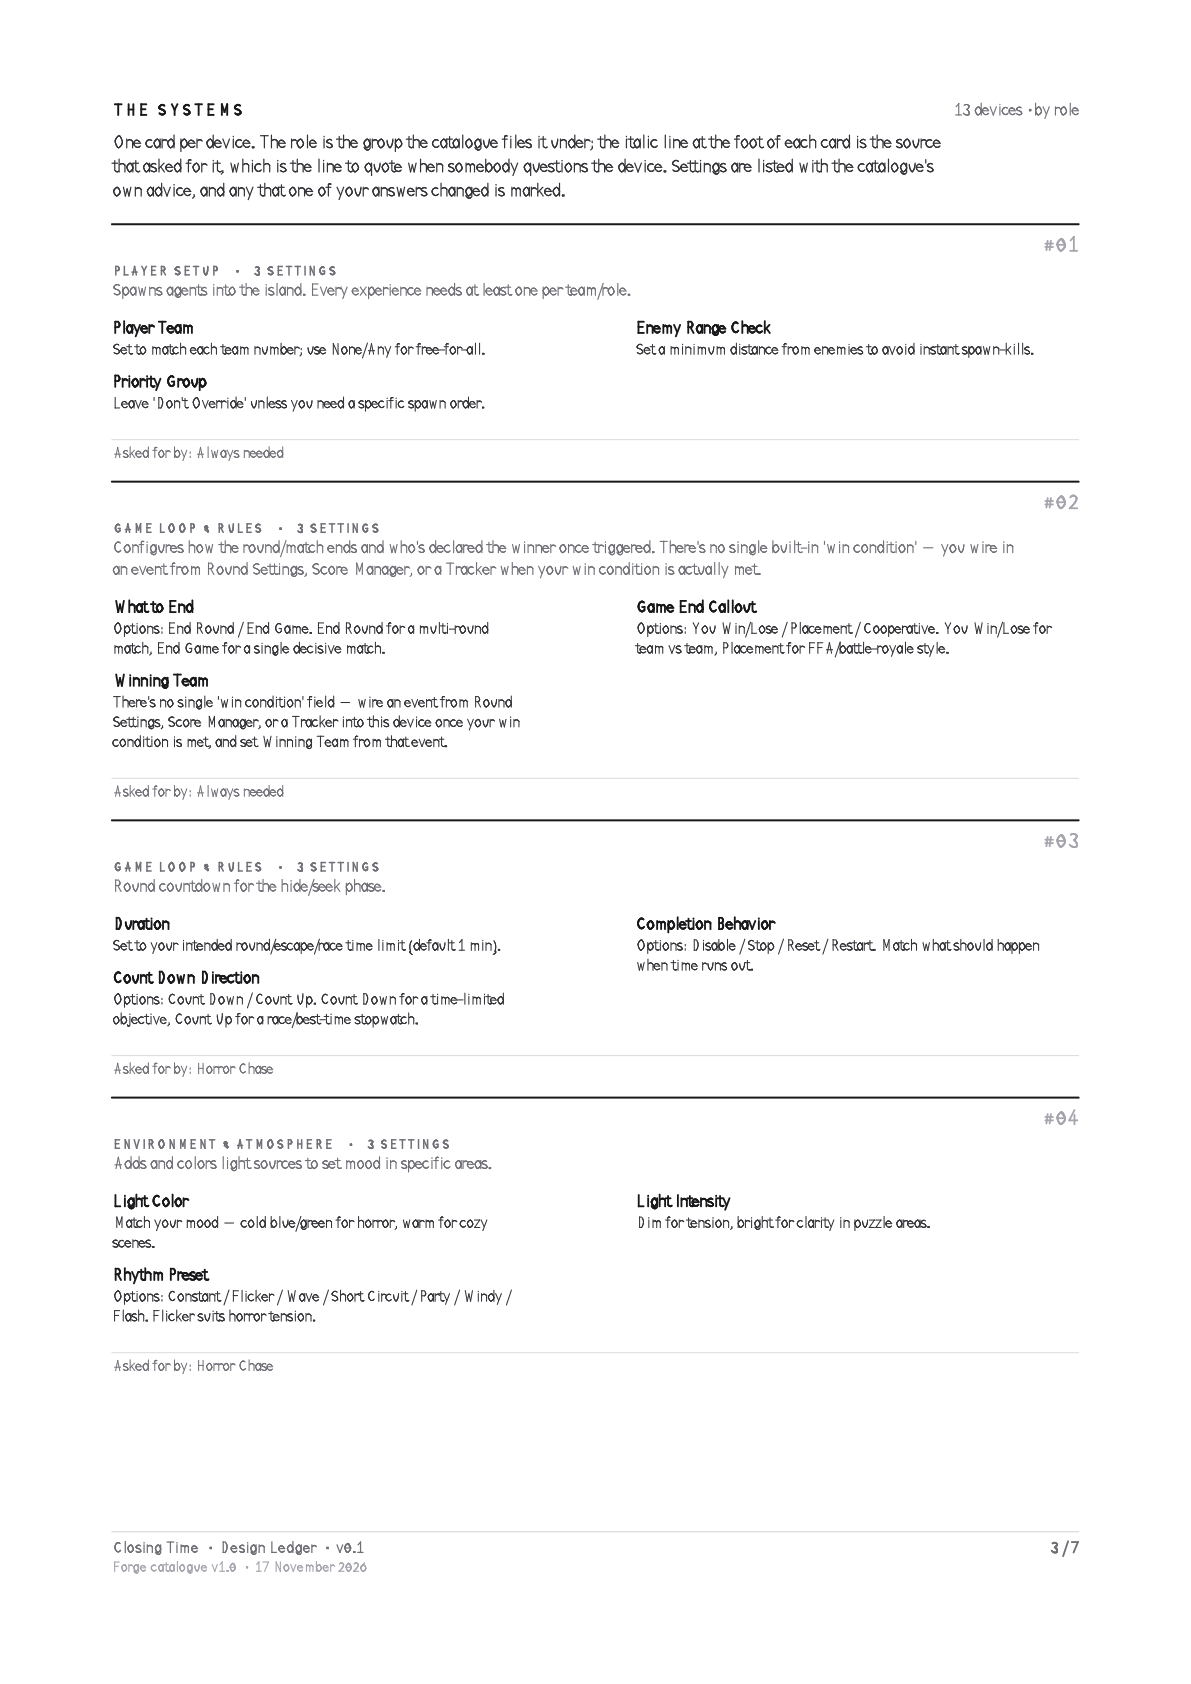 THE SYSTEMS
13 devices · by role
One card per device. The role is the group the catalogue files it under; the italic line at the foot of each card is the source
that asked for it, which is the line to quote when somebody questions the device. Settings are listed with the catalogue's
own advice, and any that one of your answers changed is marked.
#01
PLAYER SETUP · 3 SETTINGS
Spawns agents into the island. Every experience needs at least one per team/role.
Player Team
Set to match each team number; use None/Any for free-for-all.
Enemy Range Check
Set a minimum distance from enemies to avoid instant spawn-kills.
Priority Group
Leave 'Don't Override' unless you need a specific spawn order.
Asked for by: Always needed
#02
GAME LOOP & RULES · 3 SETTINGS
Configures how the round/match ends and who's declared the winner once triggered. There's no single built-in 'win condition' — you wire in
an event from Round Settings, Score Manager, or a Tracker when your win condition is actually met.
What to End
Options: End Round / End Game. End Round for a multi-round
match, End Game for a single decisive match.
Game End Callout
Options: You Win/Lose / Placement / Cooperative. You Win/Lose for
team vs team, Placement for FFA/battle-royale style.
Winning Team
There's no single 'win condition' field — wire an event from Round
Settings, Score Manager, or a Tracker into this device once your win
condition is met, and set Winning Team from that event.
Asked for by: Always needed
#03
GAME LOOP & RULES · 3 SETTINGS
Round countdown for the hide/seek phase.
Duration
Set to your intended round/escape/race time limit (default 1 min).
Completion Behavior
Options: Disable / Stop / Reset / Restart. Match what should happen
when time runs out.
Count Down Direction
Options: Count Down / Count Up. Count Down for a time-limited
objective, Count Up for a race/best-time stopwatch.
Asked for by: Horror Chase
#04
ENVIRONMENT & ATMOSPHERE · 3 SETTINGS
Adds and colors light sources to set mood in specific areas.
Light Color
Match your mood — cold blue/green for horror, warm for cozy
scenes.
Light Intensity
Dim for tension, bright for clarity in puzzle areas.
Rhythm Preset
Options: Constant / Flicker / Wave / Short Circuit / Party / Windy /
Flash. Flicker suits horror tension.
Asked for by: Horror Chase
Closing Time · Design Ledger · v0.1
3/7
Forge catalogue v1.0 · 17 November 2026